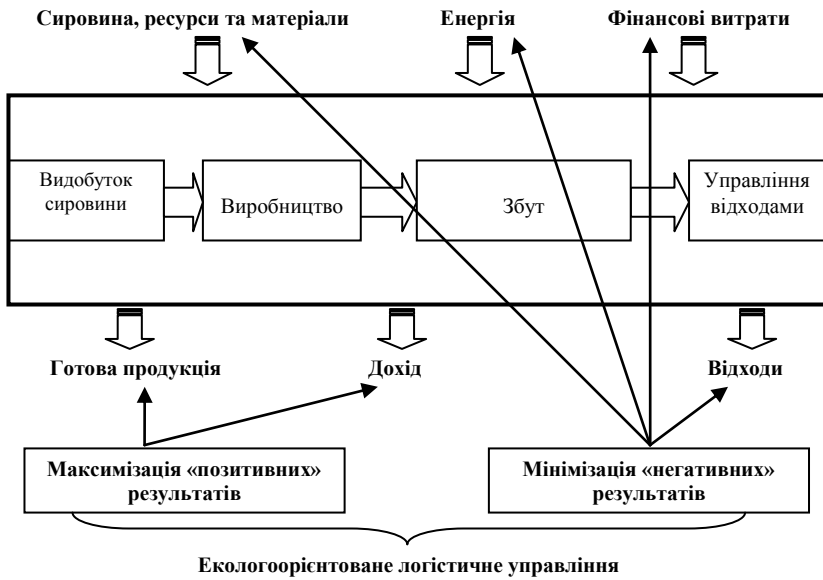 Сировина, ресурси та матеріали
Енергія
Фінансові витрати
Видобуток
сировини
Виробництво
Збут
Управління
відходами
Готова продукція
Дохід
Відходи
Максимізація «позитивних»
результатів
Мінімізація «негативних»
результатів
Екологоорієнтоване логістичне управління